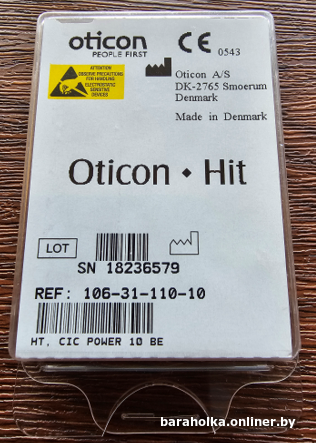 oticon
PEOPLE FIRST
CE 0543
ATTENTION
OBSERVE PRECAUTIONS
FOR HANDLING
ELECTROSTATIC
SENSITIVE
DEVICES
Oticon A/S
DK-2765 Smoerum
Denmark
Made in Denmark
Oticon • Hit
LOT
SN 18236579
REF: 106-31-110-10
HT, CIC POWER 10 BE
baraholka.onliner.by